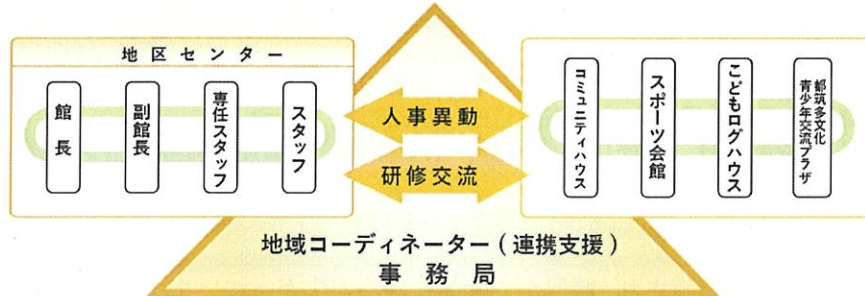 地区センター
館長
副館長
専任スタッフ
スタッフ
人事異動
研修交流
コミュニティハウス
スポーツ会館
こどもログハウス
都筑多文化
青少年交流プラザ
地域コーディネーター(連携支援)
事務局